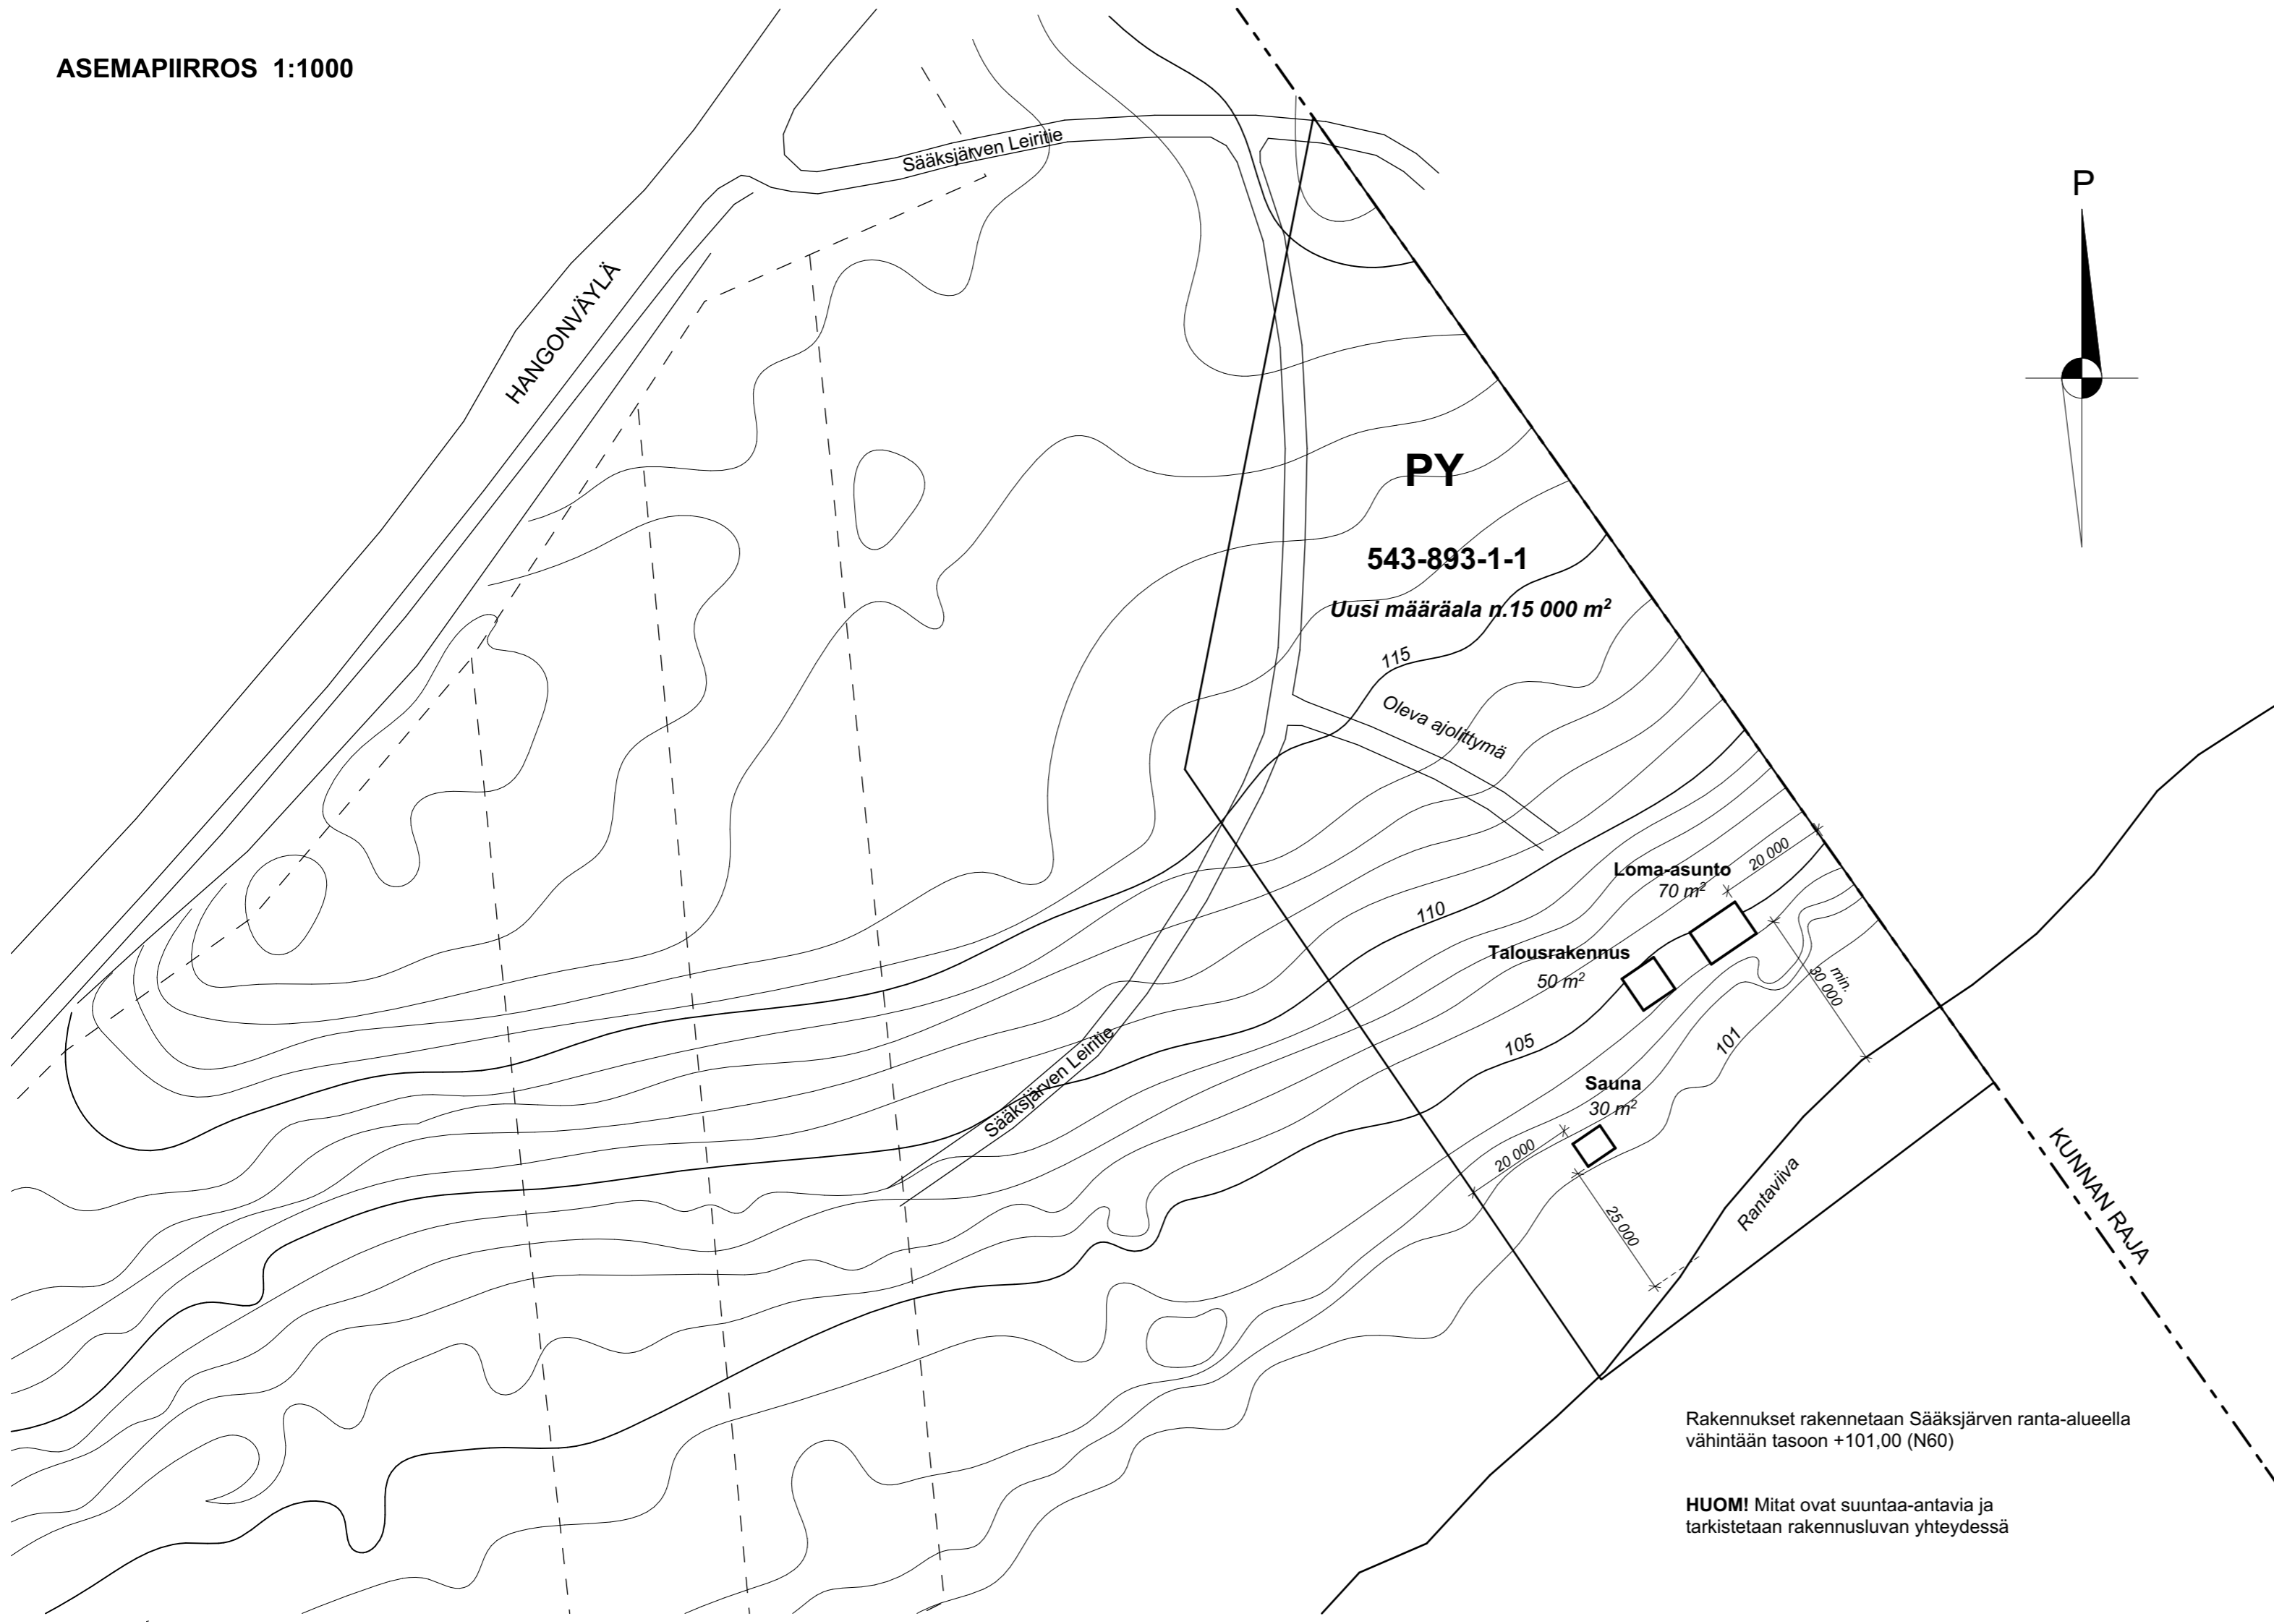 ASEMAPIIRROS 1:1000
Sääksjärven Leiritie
P
HANGONVÄYLÄ
PY
543-893-1-1
Uusi määräala n.15 000 m²
115
Oleva ajolittymä
20 000
Loma-asunto
70 m²
110
Talousrakennus
50 m²
min.
30 000
105
101
Sääksjärven Leiritie
Sauna
30 m²
20 000
25 000
Rantaviiva
KUNNAN RAJA
Rakennukset rakennetaan Sääksjärven ranta-alueella
vähintään tasoon +101,00 (N60)
HUOM! Mitat ovat suuntaa-antavia ja
tarkistetaan rakennusluvan yhteydessä